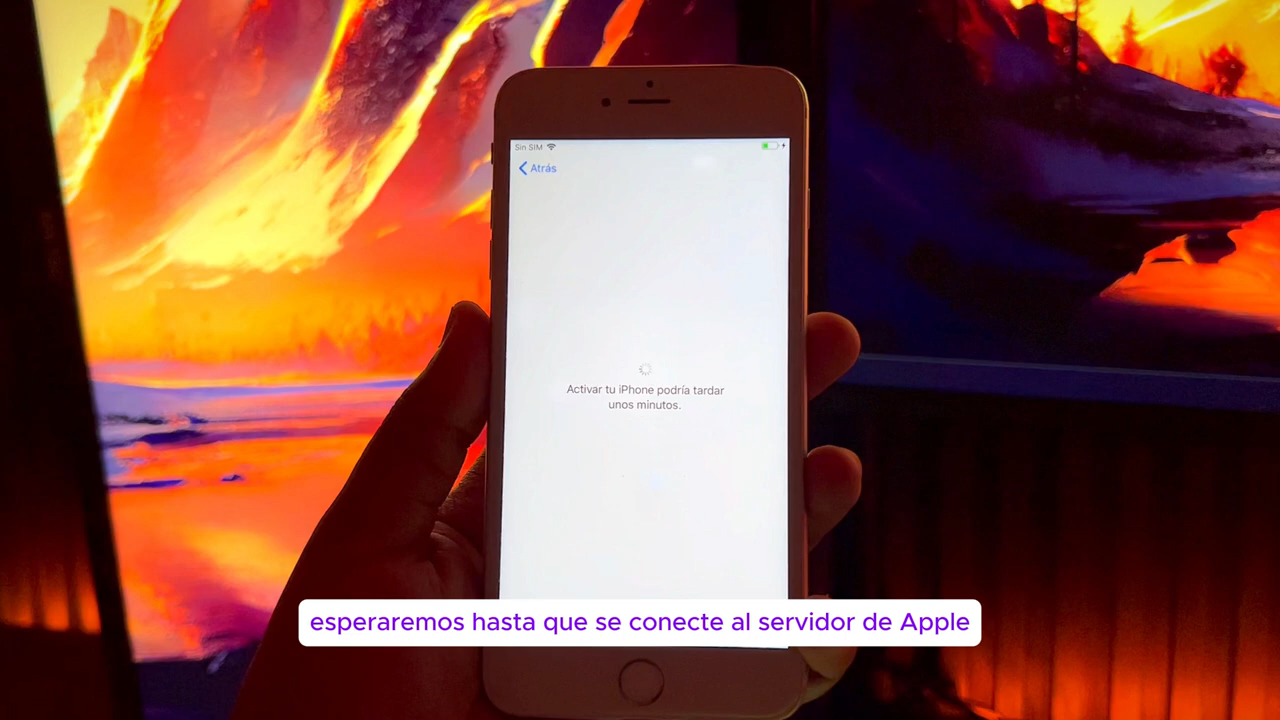 Sin SIM
Atrás
Activar tu iPhone podría tardar
unos minutos.
esperaremos hasta que se conecte al servidor de Apple